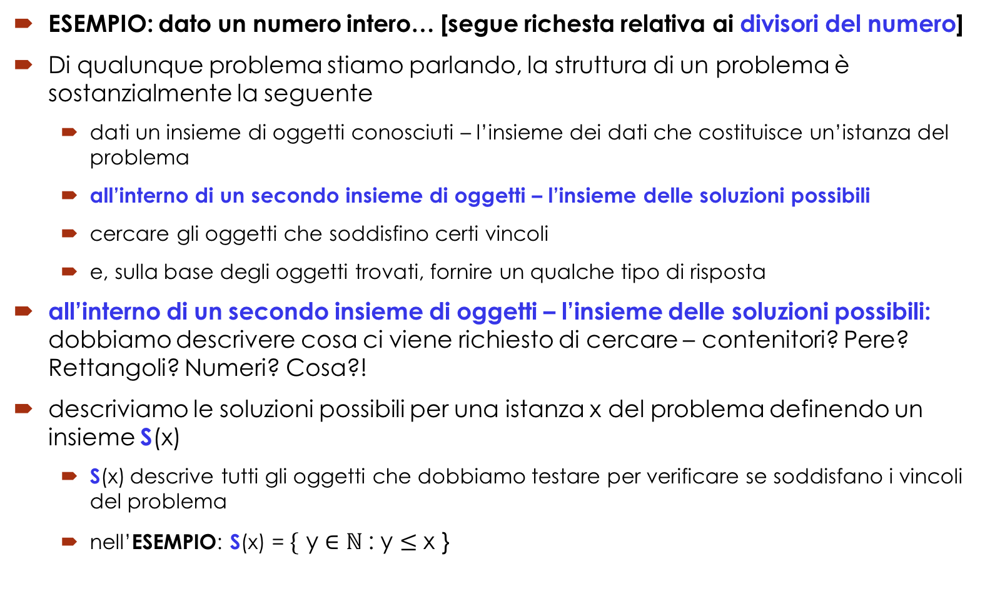 ESEMPIO: dato un numero intero… [segue richesta relativa ai divisori del numero]
Di qualunque problema stiamo parlando, la struttura di un problema è
sostanzialmente la seguente
dati un insieme di oggetti conosciuti – l’insieme dei dati che costituisce un’istanza del
problema
all’interno di un secondo insieme di oggetti – l’insieme delle soluzioni possibili
cercare gli oggetti che soddisfino certi vincoli
e, sulla base degli oggetti trovati, fornire un qualche tipo di risposta
all’interno di un secondo insieme di oggetti – l’insieme delle soluzioni possibili:
dobbiamo descrivere cosa ci viene richiesto di cercare – contenitori? Pere?
Rettangoli? Numeri? Cosa?!
descriviamo le soluzioni possibili per una istanza x del problema definendo un
insieme S(x)
S(x) descrive tutti gli oggetti che dobbiamo testare per verificare se soddisfano i vincoli
del problema
nell’ESEMPIO: S(x) = { y ∈ ℕ : y ≤ x }